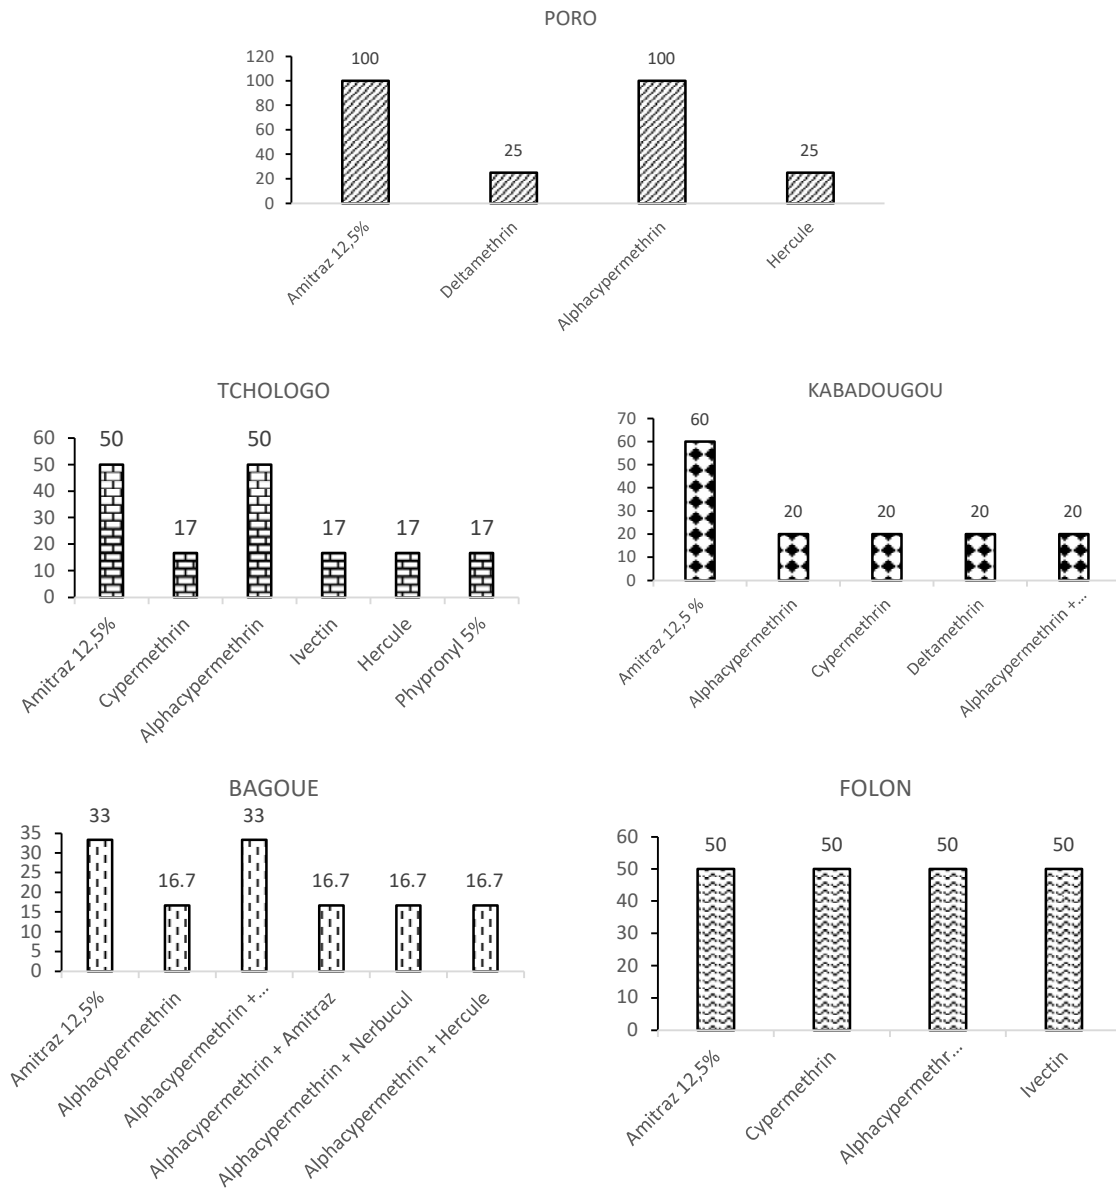 PORO
120
100
80
60
40
20
0
100
25
100
25
Amitraz 12,5%
Deltamethrin
Alphacypermethrin
Hercule
TCHOLOGO
60
50
40
30
20
10
0
50
17
50
17
17
17
Amitraz 12,5%
Cypermethrin
Alphacypermethrin
Ivectin
Hercule
Phypronyl 5%
KABADOUGOU
70
60
50
40
30
20
10
0
60
20
20
20
20
Amitraz 12,5 %
Alphacypermethrin
Cypermethrin
Deltamethrin
Alphacypermethrin +...
BAGOUE
35
30
25
20
15
10
5
0
33
16.7
33
16.7
16.7
16.7
Amitraz 12,5%
Alphacypermethrin
Alphacypermethrin +...
Alphacypermethrin + Amitraz
Alphacypermethrin + Nerbucul
Alphacypermethrin + Hercule
FOLON
60
50
40
30
20
10
0
50
50
50
50
Amitraz 12,5%
Cypermethrin
Alphacypermethr...
Ivectin